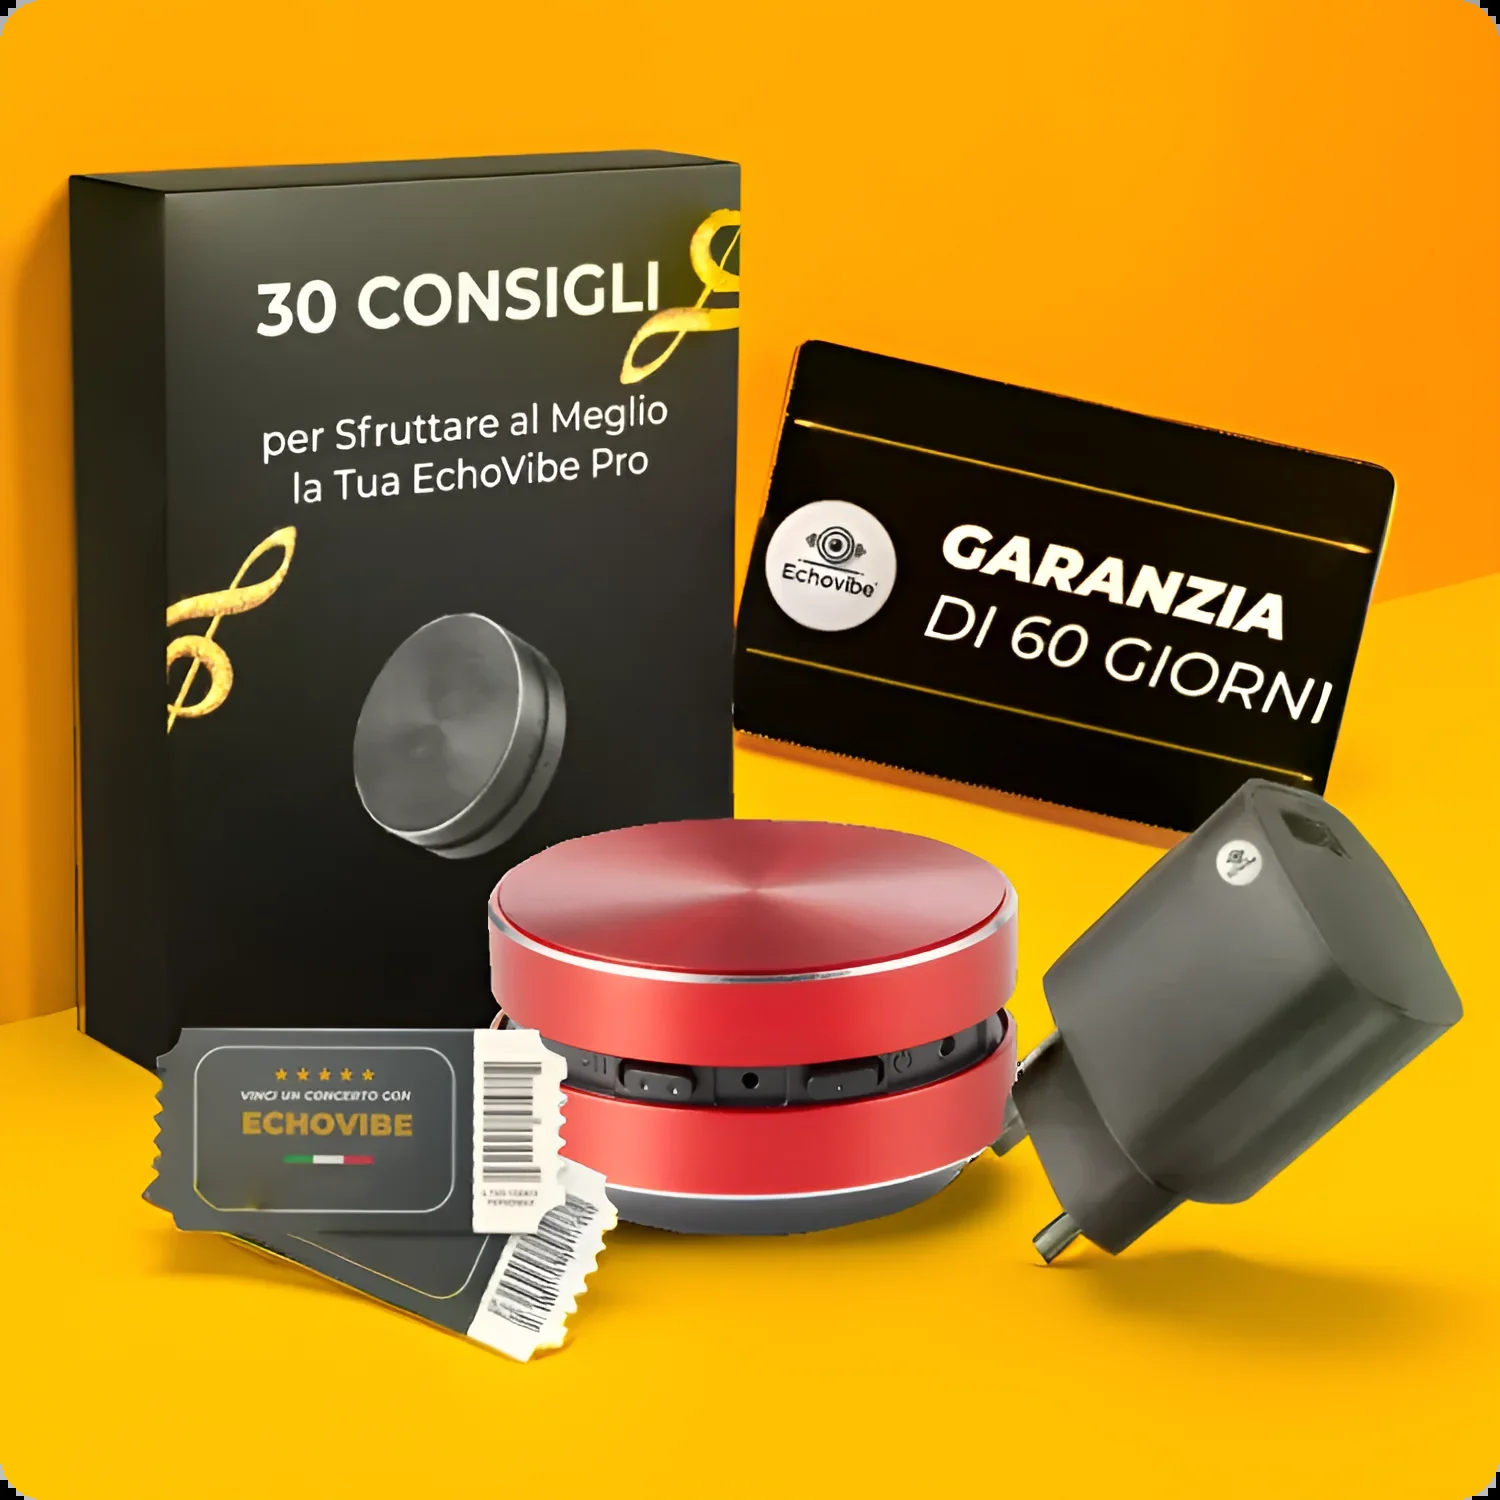 30 CONSIGLI
per Sfruttare al Meglio
la Tua EchoVibe Pro
Echovibe
GARANZIA
DI 60 GIORNI
VINCI UN CONCERTO CON
ECHOVIBE